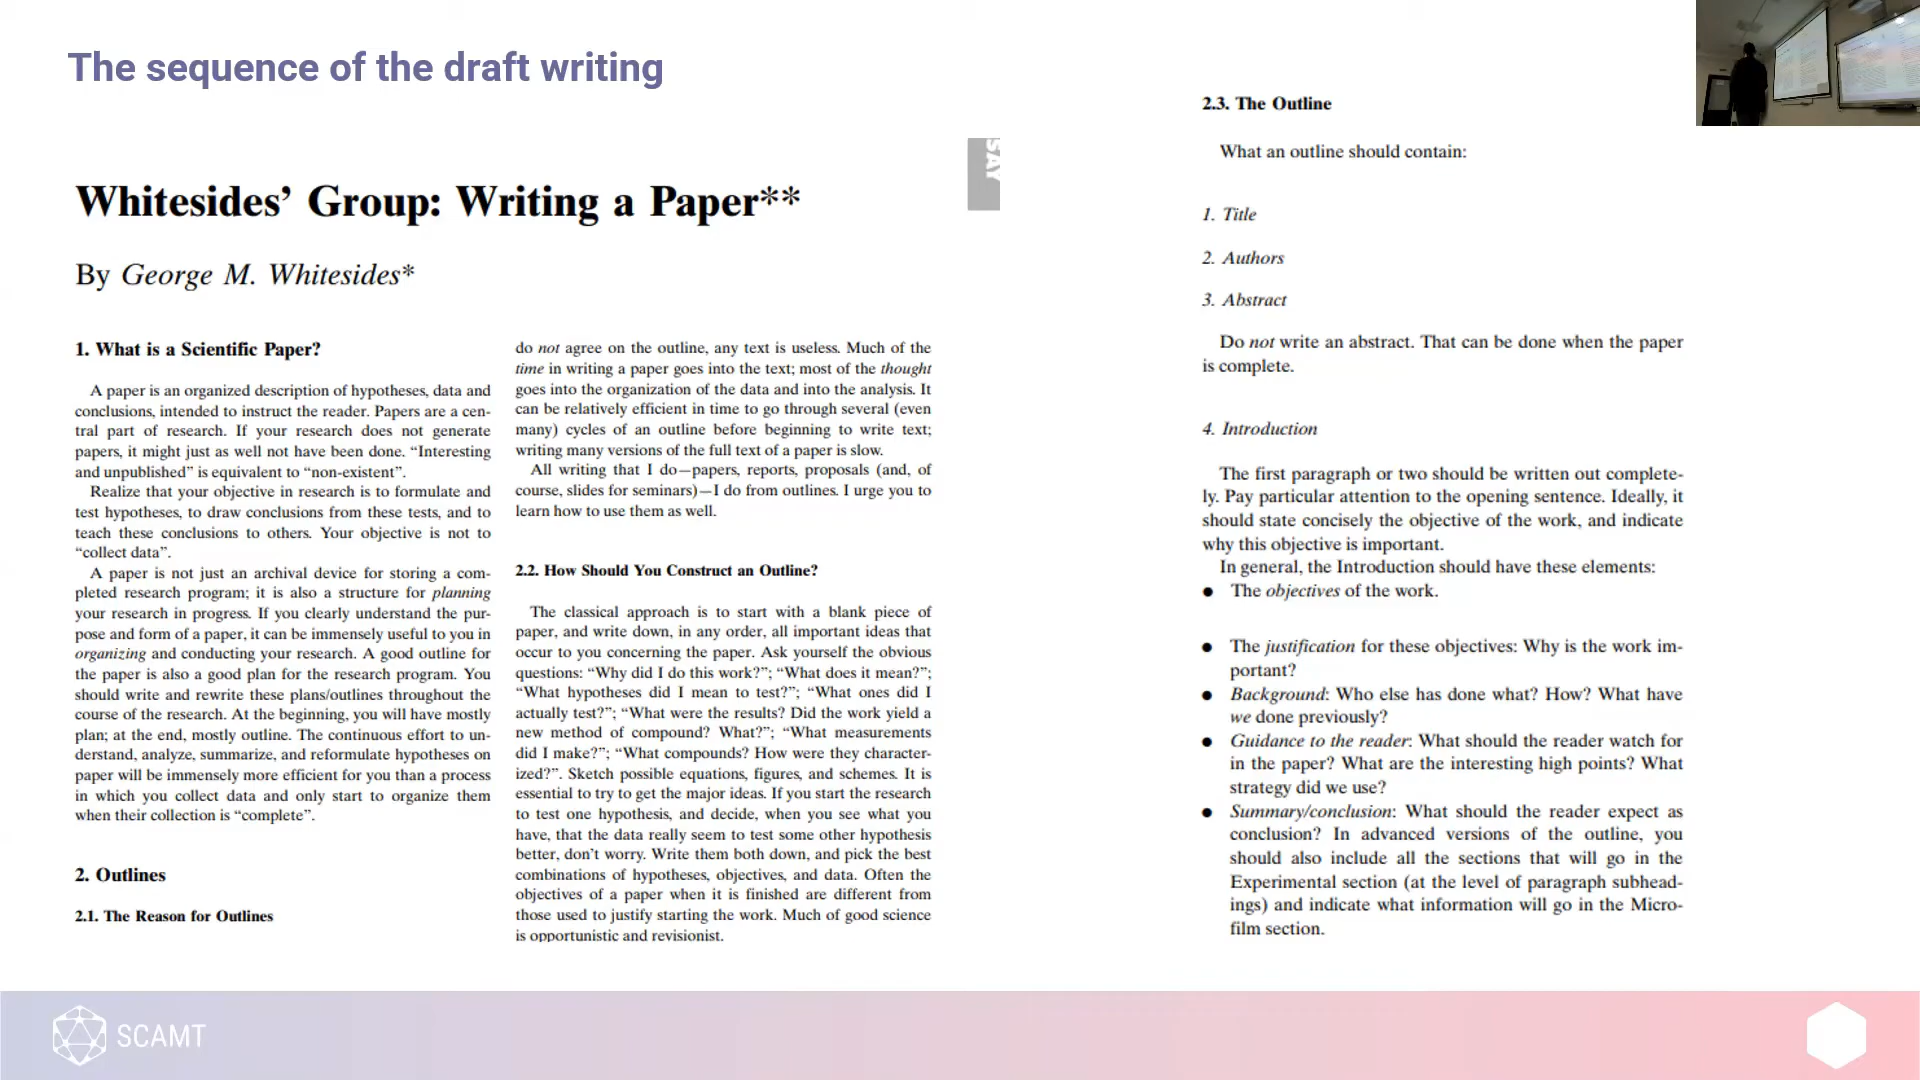 The sequence of the draft writing
SAY
Whitesides' Group: Writing a Paper**
By George M. Whitesides*
1. What is a Scientific Paper?
A paper is an organized description of hypotheses, data and
conclusions, intended to instruct the reader. Papers are a cen-
tral part of research. If your research does not generate
papers, it might just as well not have been done. “Interesting
and unpublished” is equivalent to “non-existent”.
Realize that your objective in research is to formulate and
test hypotheses, to draw conclusions from these tests, and to
teach these conclusions to others. Your objective is not to
“collect data”.
A paper is not just an archival device for storing a com-
pleted research program; it is also a structure for planning
your research in progress. If you clearly understand the pur-
pose and form of a paper, it can be immensely useful to you in
organizing and conducting your research. A good outline for
the paper is also a good plan for the research program. You
should write and rewrite these plans/outlines throughout the
course of the research. At the beginning, you will have mostly
plan; at the end, mostly outline. The continuous effort to un-
derstand, analyze, summarize, and reformulate hypotheses on
paper will be immensely more efficient for you than a process
in which you collect data and only start to organize them
when their collection is “complete”.
2. Outlines
2.1. The Reason for Outlines
do not agree on the outline, any text is useless. Much of the
time in writing a paper goes into the text; most of the thought
goes into the organization of the data and into the analysis. It
can be relatively efficient in time to go through several (even
many) cycles of an outline before beginning to write text;
writing many versions of the full text of a paper is slow.
All writing that I do—papers, reports, proposals (and, of
course, slides for seminars)—I do from outlines. I urge you to
learn how to use them as well.
2.2. How Should You Construct an Outline?
The classical approach is to start with a blank piece of
paper, and write down, in any order, all important ideas that
occur to you concerning the paper. Ask yourself the obvious
questions: “Why did I do this work?”; “What does it mean?”;
“What hypotheses did I mean to test?”; “What ones did I
actually test?”; “What were the results? Did the work yield a
new method of compound? What?”; “What measurements
did I make?”; “What compounds? How were they character-
ized?”. Sketch possible equations, figures, and schemes. It is
essential to try to get the major ideas. If you start the research
to test one hypothesis, and decide, when you see what you
have, that the data really seem to test some other hypothesis
better, don't worry. Write them both down, and pick the best
combinations of hypotheses, objectives, and data. Often the
objectives of a paper when it is finished are different from
those used to justify starting the work. Much of good science
is opportunistic and revisionist.
2.3. The Outline
What an outline should contain:
1. Title
2. Authors
3. Abstract
Do not write an abstract. That can be done when the paper
is complete.
4. Introduction
The first paragraph or two should be written out complete-
ly. Pay particular attention to the opening sentence. Ideally, it
should state concisely the objective of the work, and indicate
why this objective is important.
In general, the Introduction should have these elements:
● The objectives of the work.
● The justification for these objectives: Why is the work im-
portant?
● Background: Who else has done what? How? What have
we done previously?
● Guidance to the reader: What should the reader watch for
in the paper? What are the interesting high points? What
strategy did we use?
● Summary/conclusion: What should the reader expect as
conclusion? In advanced versions of the outline, you
should also include all the sections that will go in the
Experimental section (at the level of paragraph subhead-
ings) and indicate what information will go in the Micro-
film section.
SCAMT